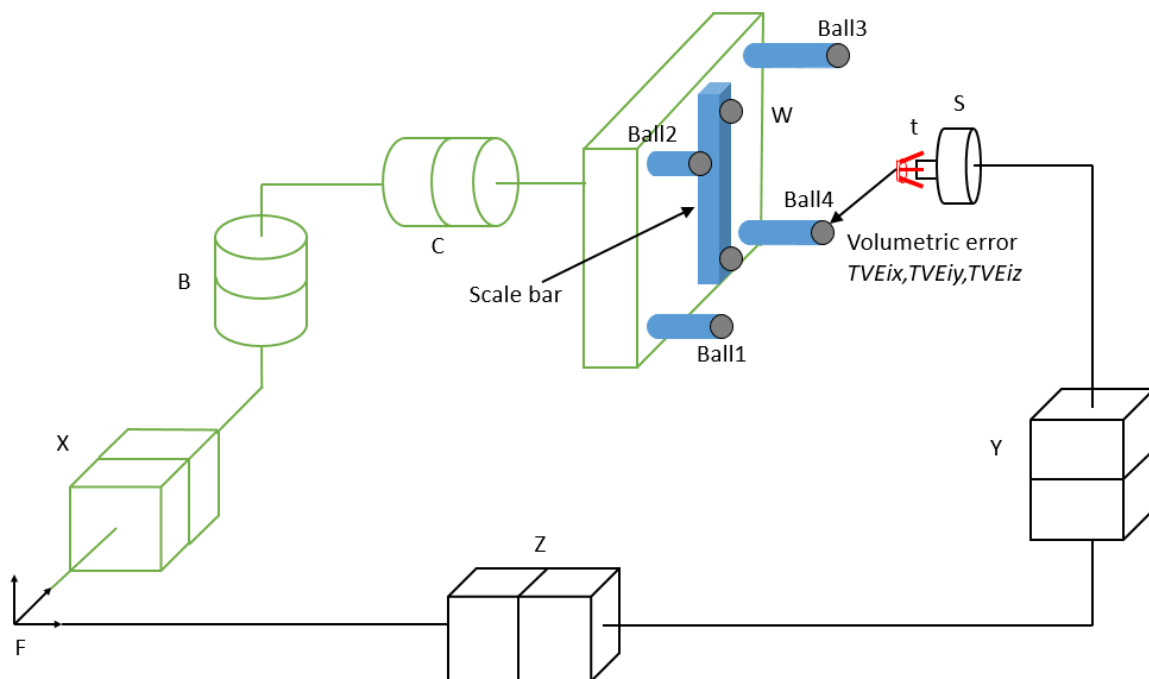 Ball3
S
W
t
Ball2
Ball4
C
Volumetric error
TVEix,TVEiy,TVEiz
B
Scale bar
Ball1
X
Y
Z
F